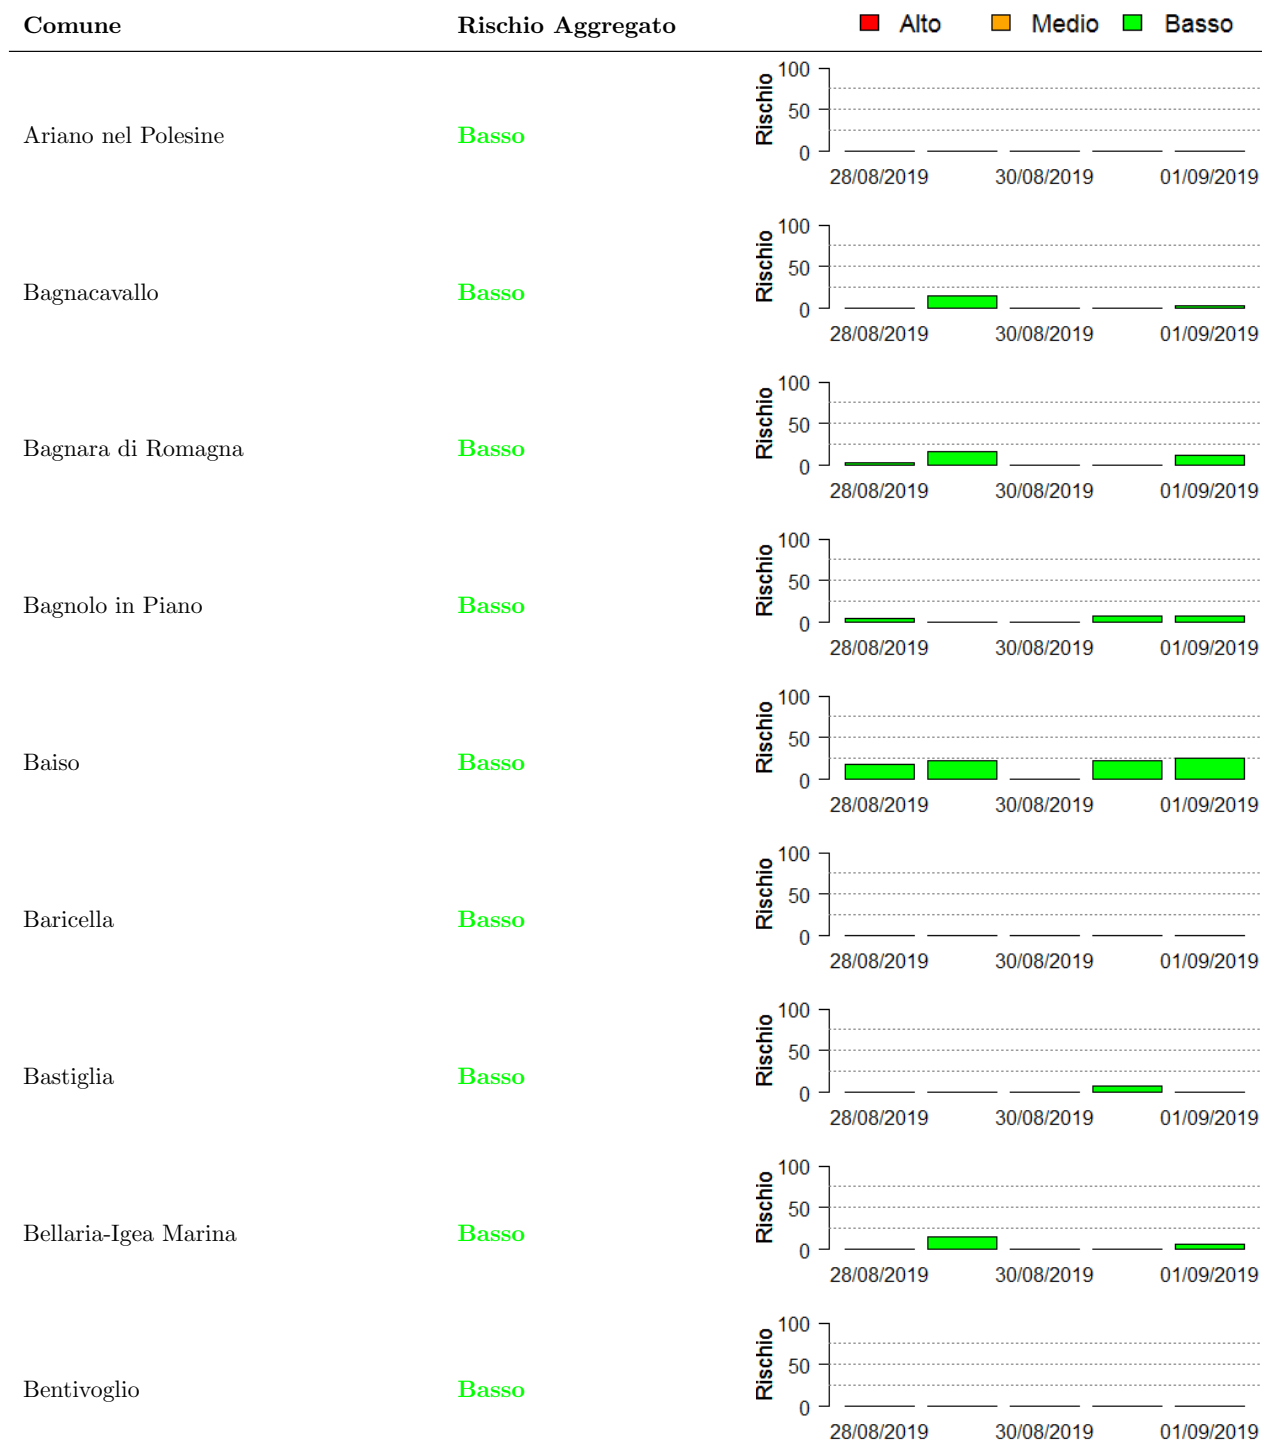 Comune Rischio Aggregato Alto Medio Basso
Ariano nel Polesine Basso
Rischio
100
50
0
28/08/2019 30/08/2019 01/09/2019
Bagnacavallo Basso
Rischio
100
50
0
28/08/2019 30/08/2019 01/09/2019
Bagnara di Romagna Basso
Rischio
100
50
0
28/08/2019 30/08/2019 01/09/2019
Bagnolo in Piano Basso
Rischio
100
50
0
28/08/2019 30/08/2019 01/09/2019
Baiso Basso
Rischio
100
50
0
28/08/2019 30/08/2019 01/09/2019
Baricella Basso
Rischio
100
50
0
28/08/2019 30/08/2019 01/09/2019
Bastiglia Basso
Rischio
100
50
0
28/08/2019 30/08/2019 01/09/2019
Bellaria-Igea Marina Basso
Rischio
100
50
0
28/08/2019 30/08/2019 01/09/2019
Bentivoglio Basso
Rischio
100
50
0
28/08/2019 30/08/2019 01/09/2019